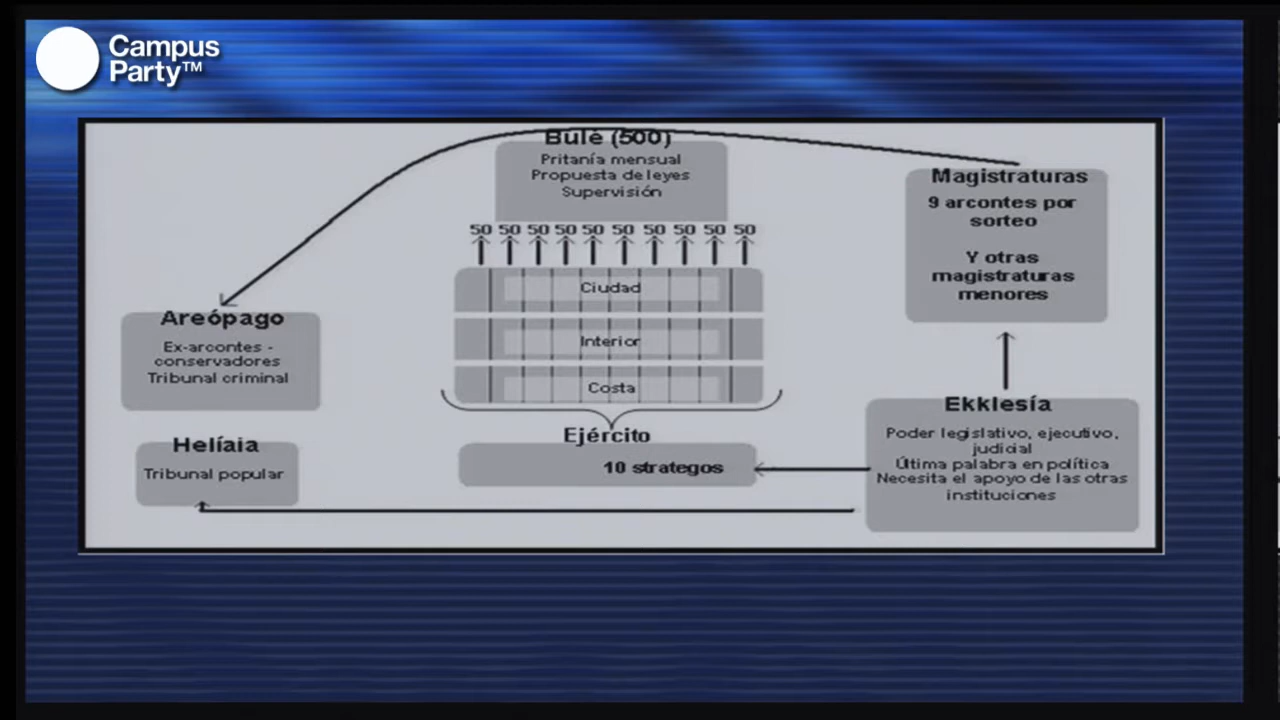 Campus
Party™
Bulé (500)
Pritanía mensual
Propuesta de leyes
Supervisión
50 50 50 50 50 50 50 50 50 50
Ciudad
Interior
Costa
Ejército
10 strategos
Areópago
Ex-arcontes -
conservadores
Tribunal criminal
Helíaia
Tribunal popular
Magistraturas
9 arcontes por
sorteo
Y otras
magistraturas
menores
Ekklesía
Poder legislativo, ejecutivo,
judicial
Última palabra en política
Necesita el apoyo de las otras
instituciones